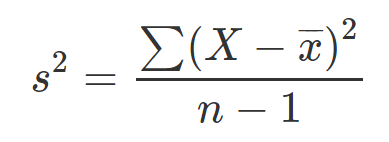 s² = ∑(X − x̅)² / n − 1